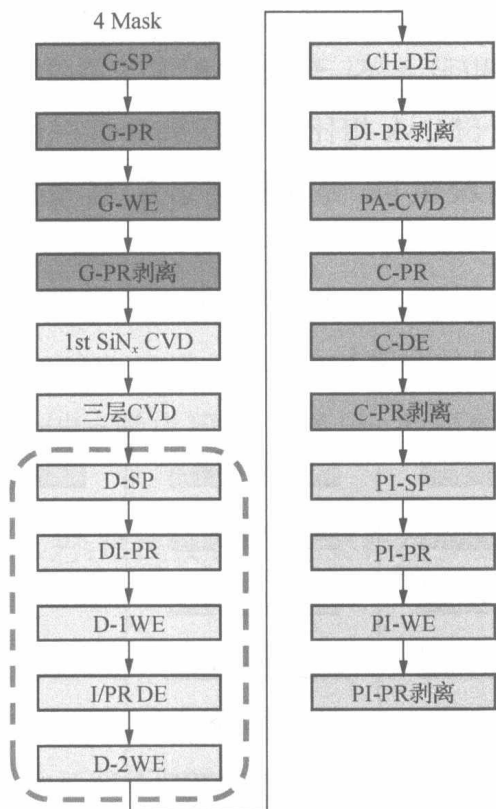 4 Mask
G-SP
G-PR
G-WE
G-PR剥离
1st SiNx CVD
三层CVD
D-SP
DI-PR
D-1WE
I/PR DE
D-2WE
CH-DE
DI-PR剥离
PA-CVD
C-PR
C-DE
C-PR剥离
PI-SP
PI-PR
PI-WE
PI-PR剥离